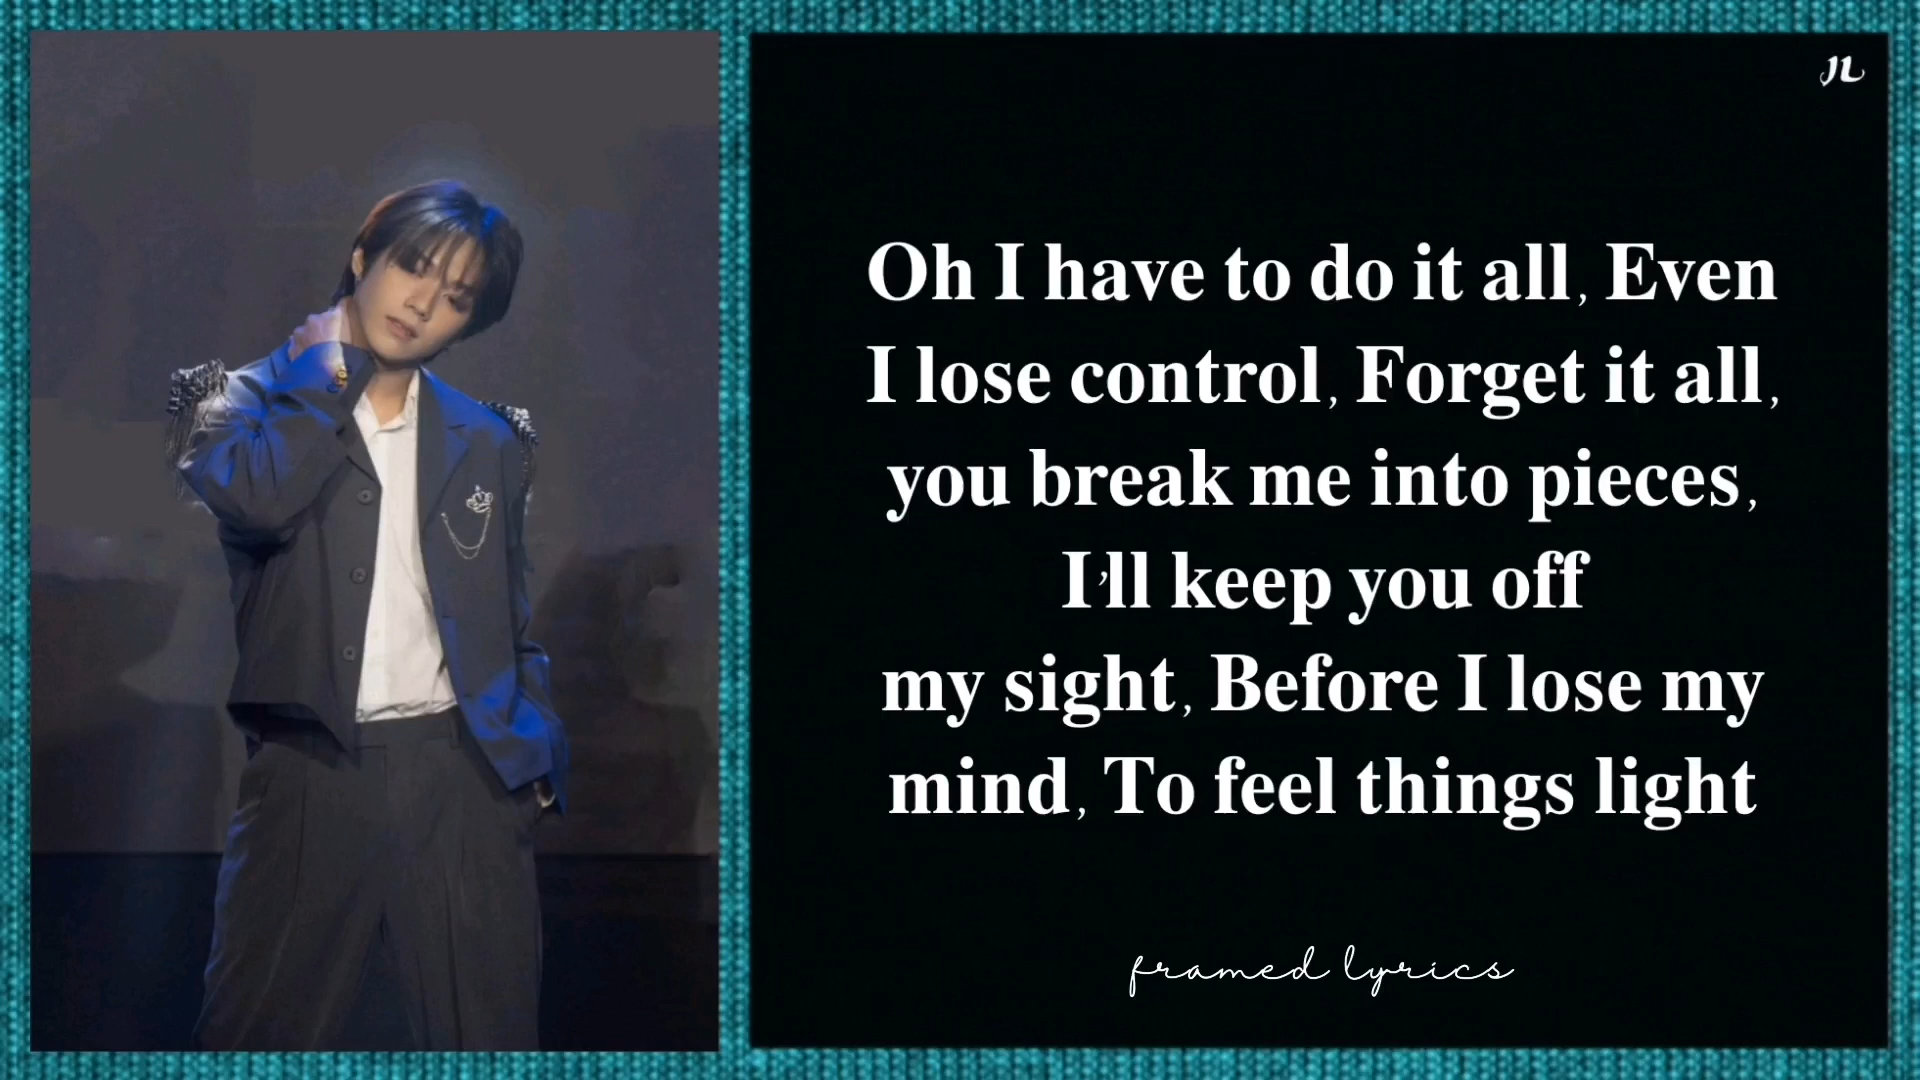 JL
Oh I have to do it all, Even
I lose control, Forget it all,
you break me into pieces,
I'll keep you off
my sight, Before I lose my
mind, To feel things light
framed lyrics